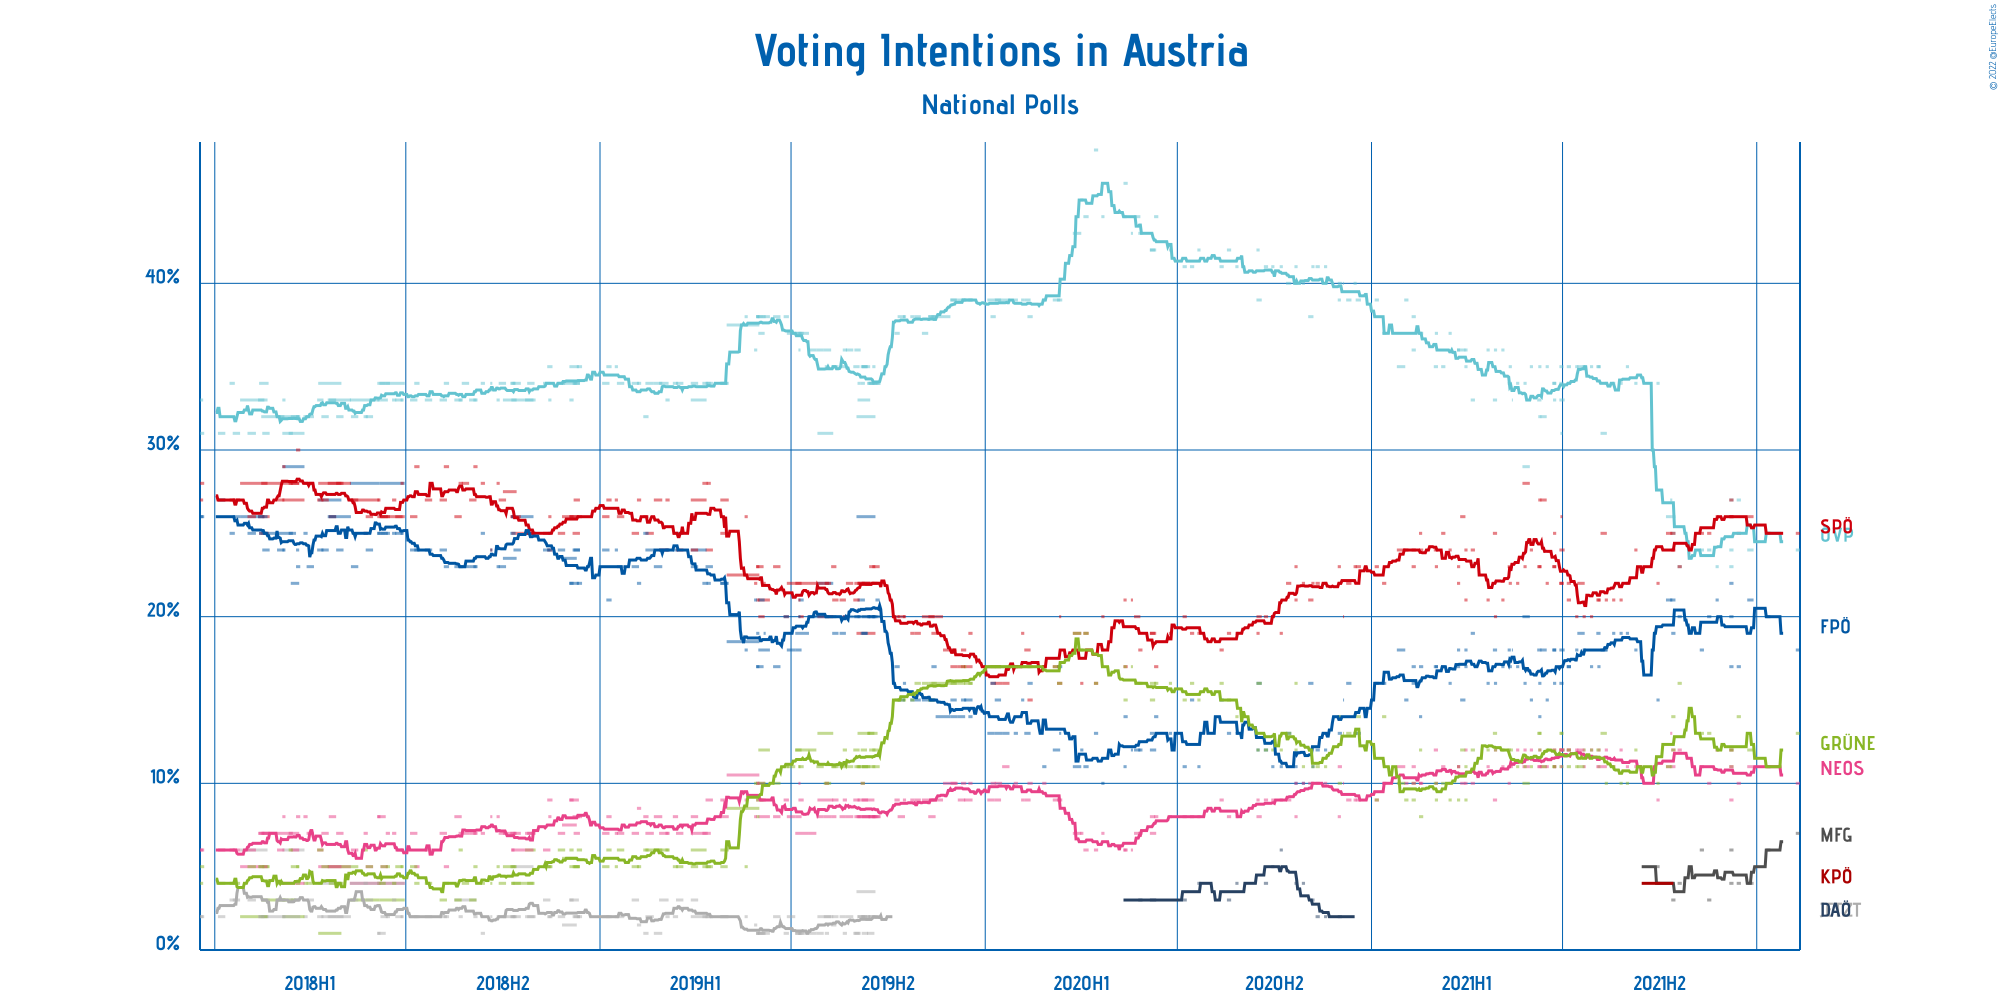 Voting Intentions in Austria
National Polls
© 2022 @EuropeElects
40%
30%
20%
10%
0%
SPÖ
ÖVP
FPÖ
GRÜNE
NEOS
MFG
KPÖ
DAÖ
2018H1
2018H2
2019H1
2019H2
2020H1
2020H2
2021H1
2021H2